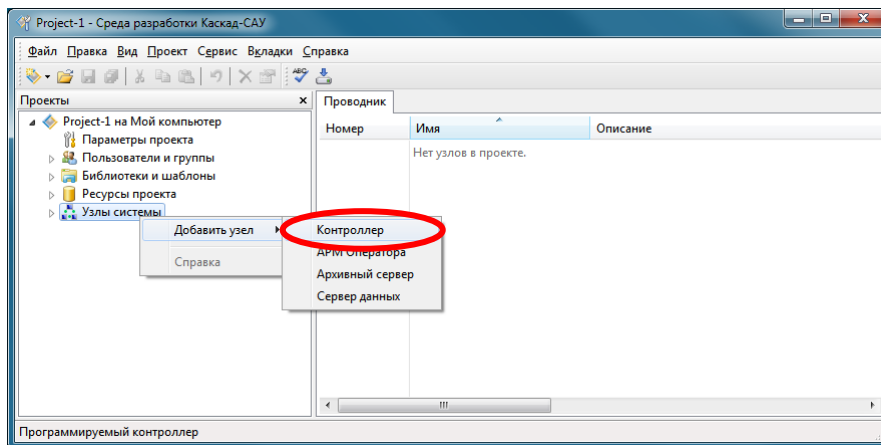 Project-1 - Среда разработки Каскад-САУ
Файл Правка Вид Проект Сервис Вкладки Справка
ABC
Проекты
Проводник
Project-1 на Мой компьютер
Параметры проекта
Пользователи и группы
Библиотеки и шаблоны
Ресурсы проекта
Узлы системы
Номер Имя Описание
Нет узлов в проекте.
Добавить узел
Справка
Контроллер
АРМ Оператора
Архивный сервер
Сервер данных
Программируемый контроллер